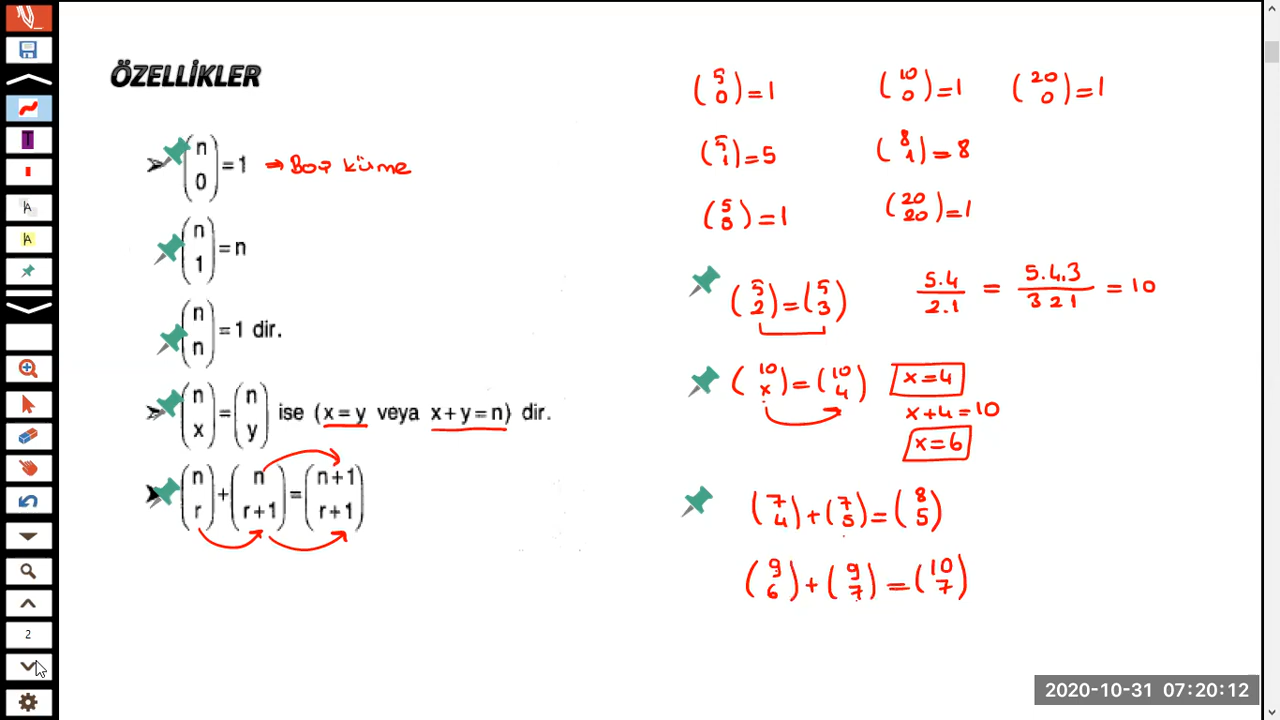 ÖZELLİKLER
(n 0) = 1 → Boş küme
(n 1) = n
(n n) = 1 dir.
(n x) = (n y) ise (x = y veya x + y = n) dir.
(n r) + (n r+1) = (n+1 r+1)
(5 0) = 1 (10 0) = 1 (20 0) = 1
(5 1) = 5 (8 1) = 8
(5 5) = 1 (20 20) = 1
(5 2) = (5 3) 5.4 / 2.1 = 5.4.3 / 3 2 1 = 10
(10 x) = (10 4) x = 4
x + 4 = 10
x = 6
(7 4) + (7 5) = (8 5)
(9 6) + (9 7) = (10 7)
2
2020-10-31 07:20:12